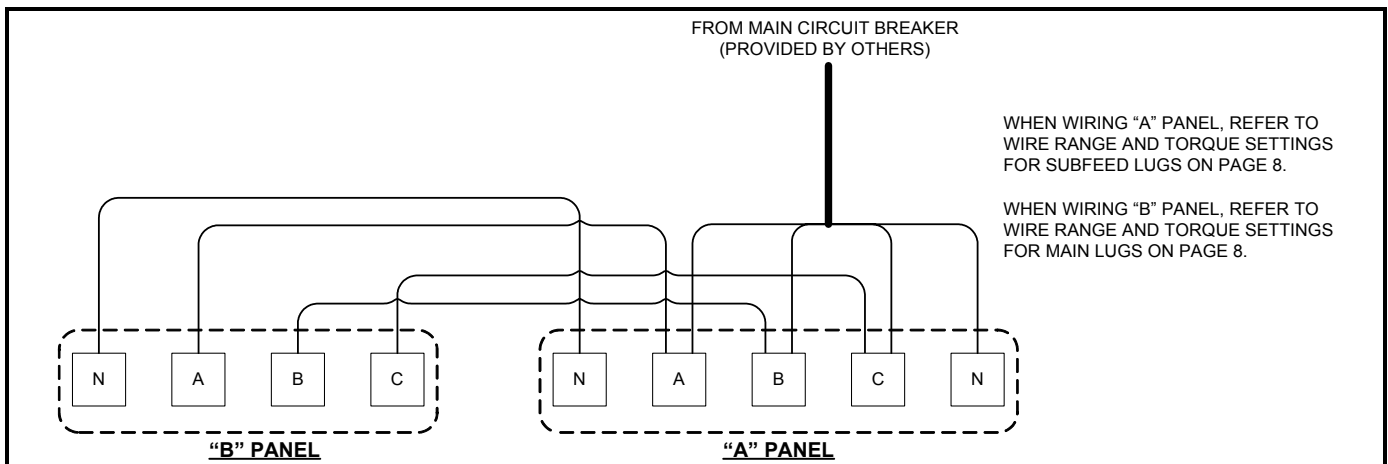 FROM MAIN CIRCUIT BREAKER
(PROVIDED BY OTHERS)
WHEN WIRING “A” PANEL, REFER TO
WIRE RANGE AND TORQUE SETTINGS
FOR SUBFEED LUGS ON PAGE 8.
WHEN WIRING “B” PANEL, REFER TO
WIRE RANGE AND TORQUE SETTINGS
FOR MAIN LUGS ON PAGE 8.
N A B C
N A B C N
“B” PANEL
“A” PANEL